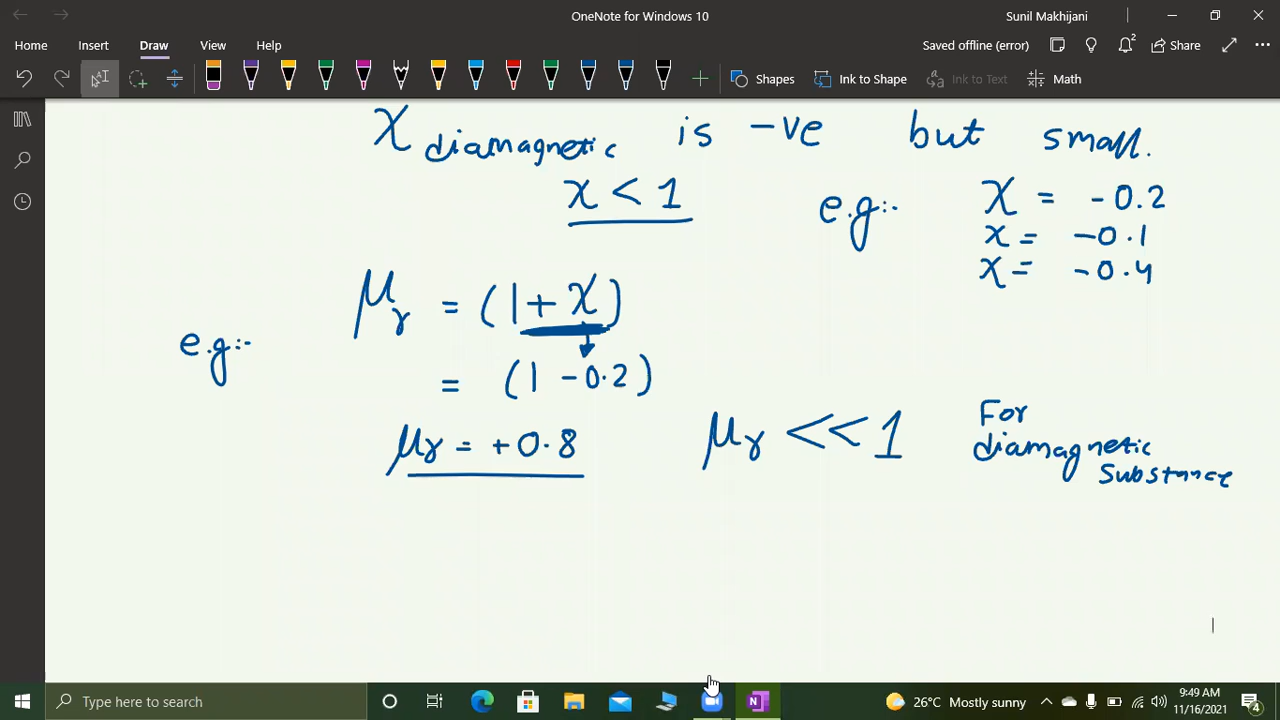 OneNote for Windows 10
Sunil Makhijani
Home Insert Draw View Help
Saved offline (error) Share
Shapes Ink to Shape Ink to Text Math
χ diamagnetic is -ve but small.
χ < 1
e.g:- χ = -0.2
χ = -0.1
χ = -0.4
μr = (1 + χ)
e.g:-
= (1 - 0.2)
μr = +0.8
μr << 1
For
diamagnetic
Substance
Type here to search
26°C Mostly sunny
9:49 AM
11/16/2021
4